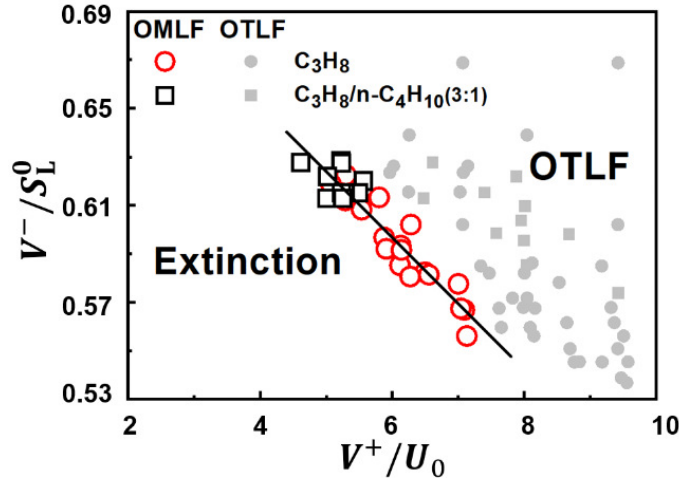 0.69
OMLF OTLF
C₃H₈
C₃H₈/n-C₄H₁₀(3:1)
0.65
OTLF
0.61
V⁻/S_L⁰
Extinction
0.57
0.53
2 4 6 8 10
V⁺/U₀